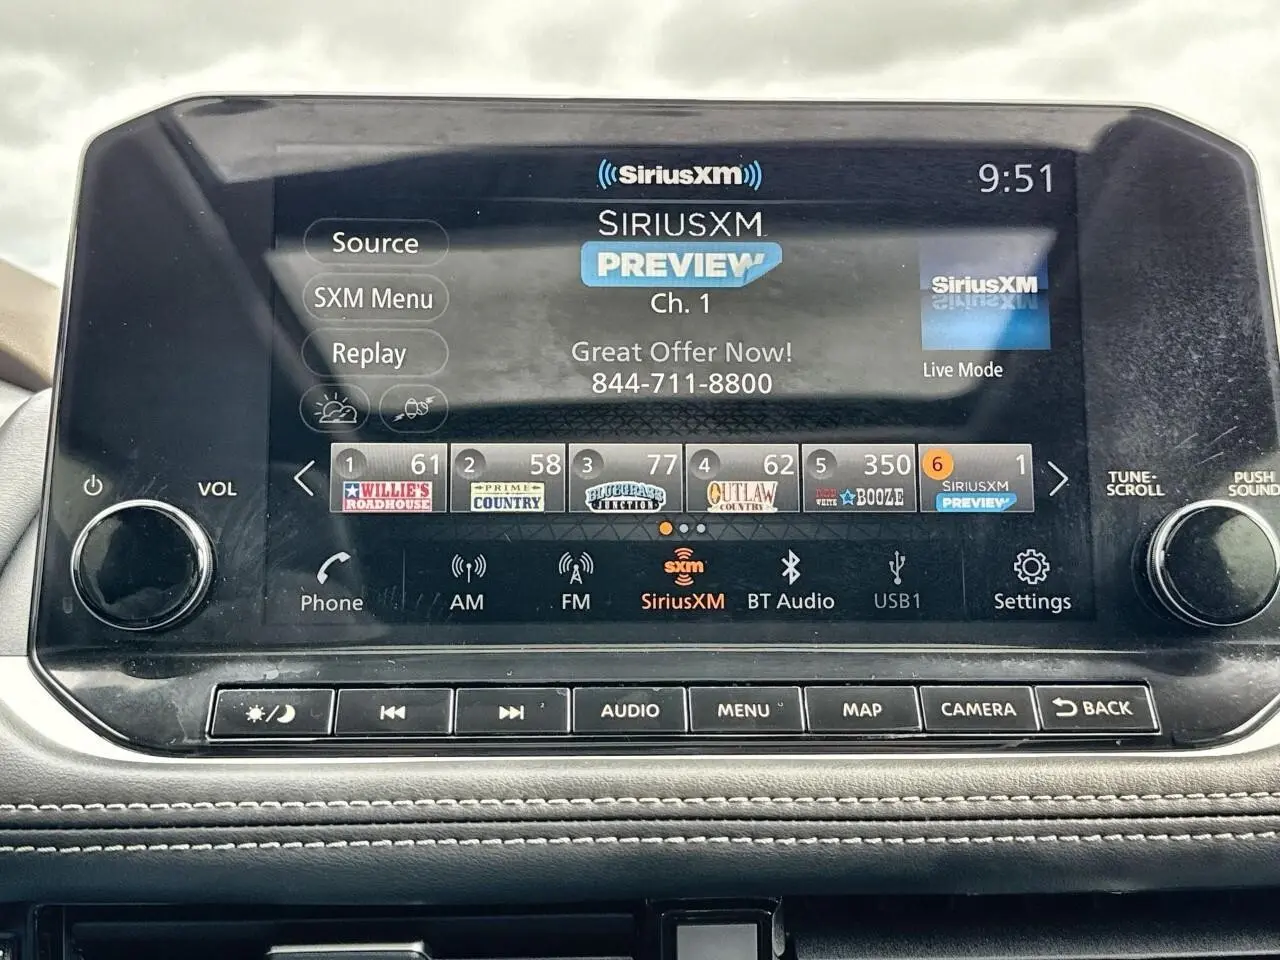 SiriusXM
9:51
SIRIUSXM
PREVIEW
Ch. 1
Great Offer Now!
844-711-8800
Source
SXM Menu
Replay
SiriusXM
Live Mode
1 61
WILLIE'S
ROADHOUSE
2 58
PRIME
COUNTRY
3 77
BLUEGRASS
JUNCTION
4 62
OUTLAW
COUNTRY
5 350
RED
WHITE
BOOZE
6 1
SIRIUSXM
PREVIEW
VOL
TUNE-
SCROLL
PUSH
SOUND
Phone
AM
FM
sxm
SiriusXM
BT Audio
USB1
Settings
AUDIO
MENU
MAP
CAMERA
BACK